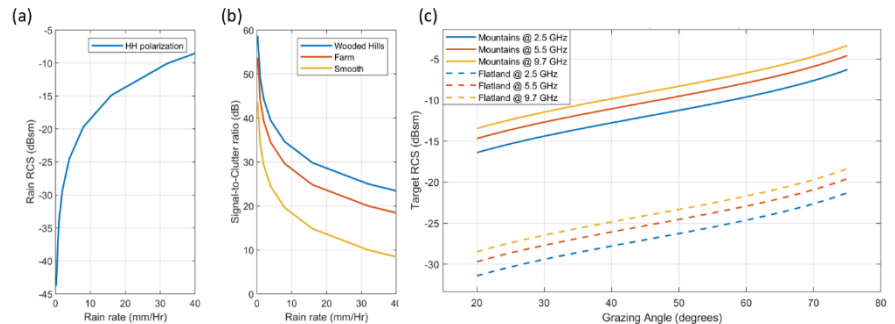 (a)
-5
-10
-15
-20
-25
-30
-35
-40
-45
Rain RCS (dBsm)
HH polarization
0
10
20
30
40
Rain rate (mm/Hr)
(b)
60
50
40
30
20
10
0
Signal-to-Clutter ratio (dB)
Wooded Hills
Farm
Smooth
0
10
20
30
40
Rain rate (mm/Hr)
(c)
-5
-10
-15
-20
-25
-30
Target RCS (dBsm)
Mountains @ 2.5 GHz
Mountains @ 5.5 GHz
Mountains @ 9.7 GHz
Flatland @ 2.5 GHz
Flatland @ 5.5 GHz
Flatland @ 9.7 GHz
20
30
40
50
60
70
80
Grazing Angle (degrees)